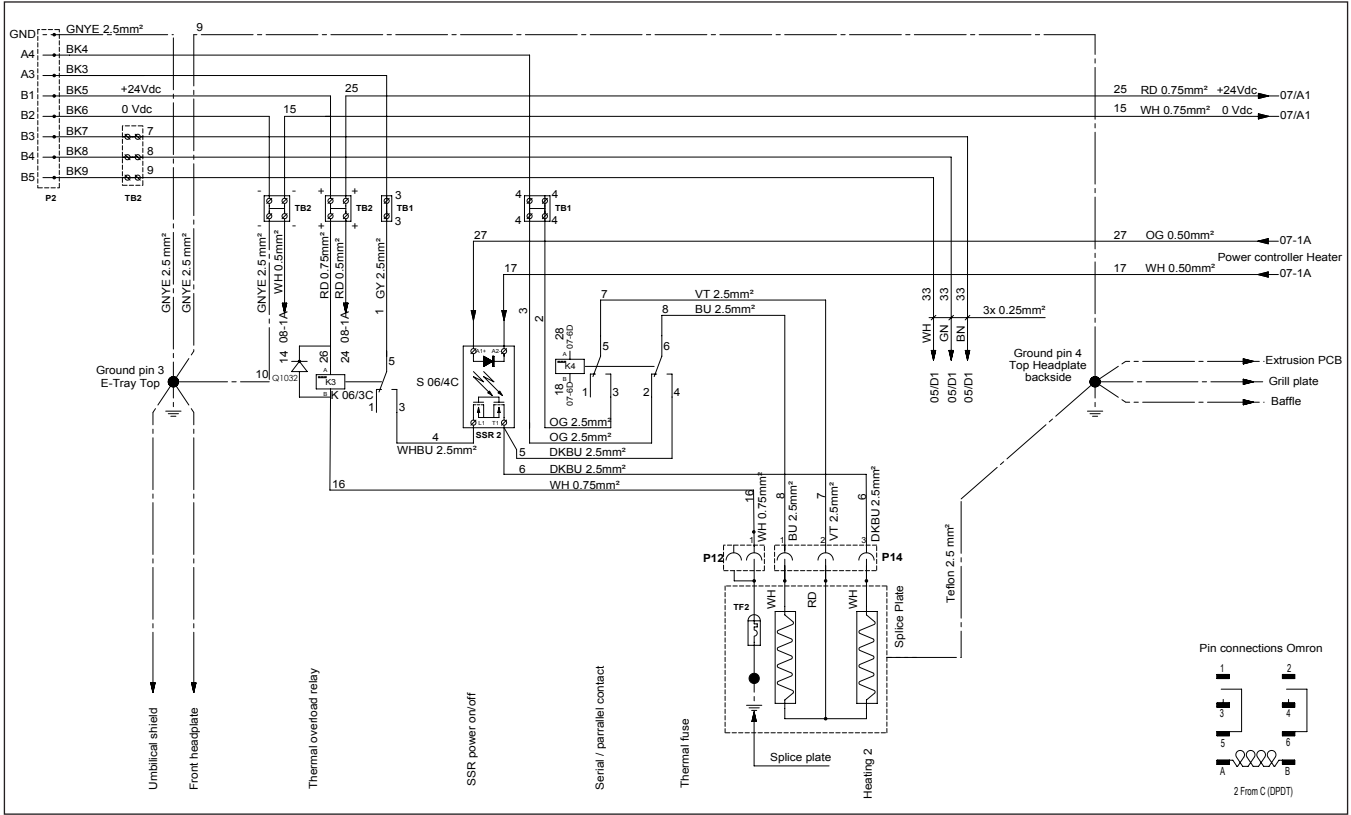 GND GNYE 2.5mm² 9
A4 BK4
A3 BK3
B1 BK5 +24Vdc 25 25 RD 0.75mm² +24Vdc 07/A1
B2 BK6 0 Vdc 15 15 WH 0.75mm² 0 Vdc 07/A1
B3 BK7 7
B4 BK8 8
B5 BK9 9
P2 TB2
- - + + 3 4 4
TB2 TB2 TB1 TB1
- - + + 3 4 4
GNYE 2.5 mm²
GNYE 2.5 mm²
GNYE 2.5 mm²
WH 0.5mm²
RD 0.75mm²
RD 0.5mm²
GY 2.5mm²
27 27 OG 0.50mm² 07-1A
Power controller Heater
17 17 WH 0.50mm² 07-1A
14 08-1A
26
24 08-1A
1
3
2
7 VT 2.5mm²
8 BU 2.5mm²
33 33 33
3x 0.25mm²
WH GN BN
05/D1 05/D1 05/D1
Ground pin 3
E-Tray Top
10
Q1032
A
K3
B
K 06/3C
5
1 3
A1+ A2-
S 06/4C
L1 T1
SSR 2
28 07-6D
A
K4
B
18 07-6D
5 6
1 3 2 4
Ground pin 4
Top Headplate
backside
Extrusion PCB
Grill plate
Baffle
4
WHBU 2.5mm²
OG 2.5mm²
OG 2.5mm²
5 DKBU 2.5mm²
6 DKBU 2.5mm²
16 WH 0.75mm²
16 WH 0.75mm²
8 BU 2.5mm²
7 VT 2.5mm²
6 DKBU 2.5mm²
P12 1 1 2 3 P14
TF2
WH
RD
WH
Splice Plate
Teflon 2.5 mm²
Splice plate
Umbilical shield
Front headplate
Thermal overload relay
SSR power on/off
Serial / parrallel contact
Thermal fuse
Heating 2
Pin connections Omron
1 2
3 4
5 6
A B
2 From C (DPDT)